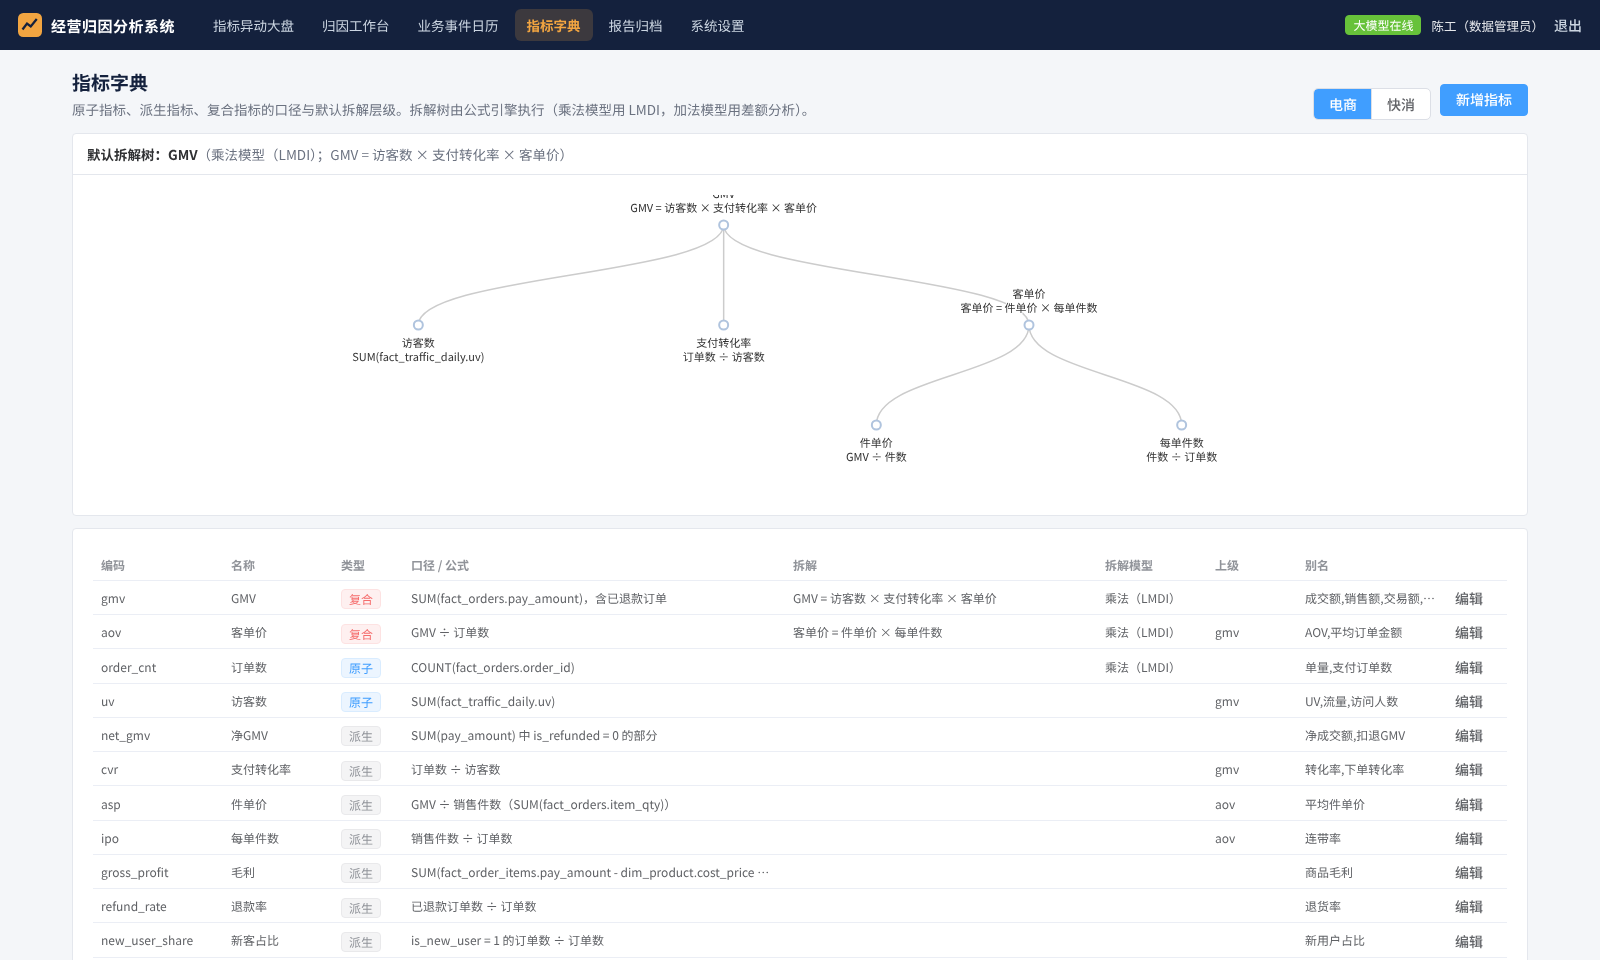 经营归因分析系统
指标异动大盘 归因工作台 业务事件日历 指标字典 报告归档 系统设置
大模型在线 陈工（数据管理员） 退出
指标字典
原子指标、派生指标、复合指标的口径与默认拆解层级。拆解树由公式引擎执行（乘法模型用 LMDI，加法模型用差额分析）。
电商 快消 新增指标
默认拆解树：GMV（乘法模型（LMDI）；GMV = 访客数 × 支付转化率 × 客单价）
GMV
GMV = 访客数 × 支付转化率 × 客单价
客单价
客单价 = 件单价 × 每单件数
访客数
SUM(fact_traffic_daily.uv)
支付转化率
订单数 ÷ 访客数
件单价
GMV ÷ 件数
每单件数
件数 ÷ 订单数
编码 名称 类型 口径 / 公式 拆解 拆解模型 上级 别名
gmv GMV 复合 SUM(fact_orders.pay_amount)，含已退款订单 GMV = 访客数 × 支付转化率 × 客单价 乘法（LMDI） 成交额,销售额,交易额,… 编辑
aov 客单价 复合 GMV ÷ 订单数 客单价 = 件单价 × 每单件数 乘法（LMDI） gmv AOV,平均订单金额 编辑
order_cnt 订单数 原子 COUNT(fact_orders.order_id) 乘法（LMDI） 单量,支付订单数 编辑
uv 访客数 原子 SUM(fact_traffic_daily.uv) gmv UV,流量,访问人数 编辑
net_gmv 净GMV 派生 SUM(pay_amount) 中 is_refunded = 0 的部分 净成交额,扣退GMV 编辑
cvr 支付转化率 派生 订单数 ÷ 访客数 gmv 转化率,下单转化率 编辑
asp 件单价 派生 GMV ÷ 销售件数（SUM(fact_orders.item_qty)） aov 平均件单价 编辑
ipo 每单件数 派生 销售件数 ÷ 订单数 aov 连带率 编辑
gross_profit 毛利 派生 SUM(fact_order_items.pay_amount - dim_product.cost_price … 商品毛利 编辑
refund_rate 退款率 派生 已退款订单数 ÷ 订单数 退货率 编辑
new_user_share 新客占比 派生 is_new_user = 1 的订单数 ÷ 订单数 新用户占比 编辑